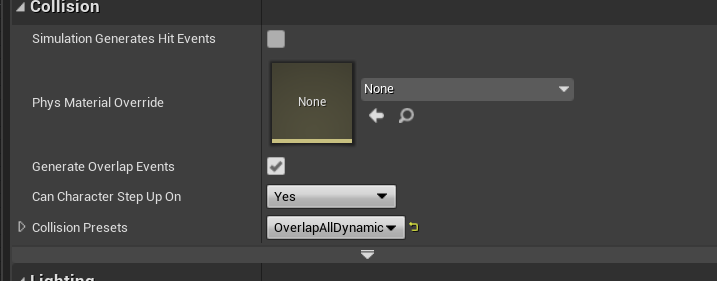 Collision
Simulation Generates Hit Events
Phys Material Override
None
None
Generate Overlap Events
Can Character Step Up On
Yes
Collision Presets
OverlapAllDynamic
Lighting